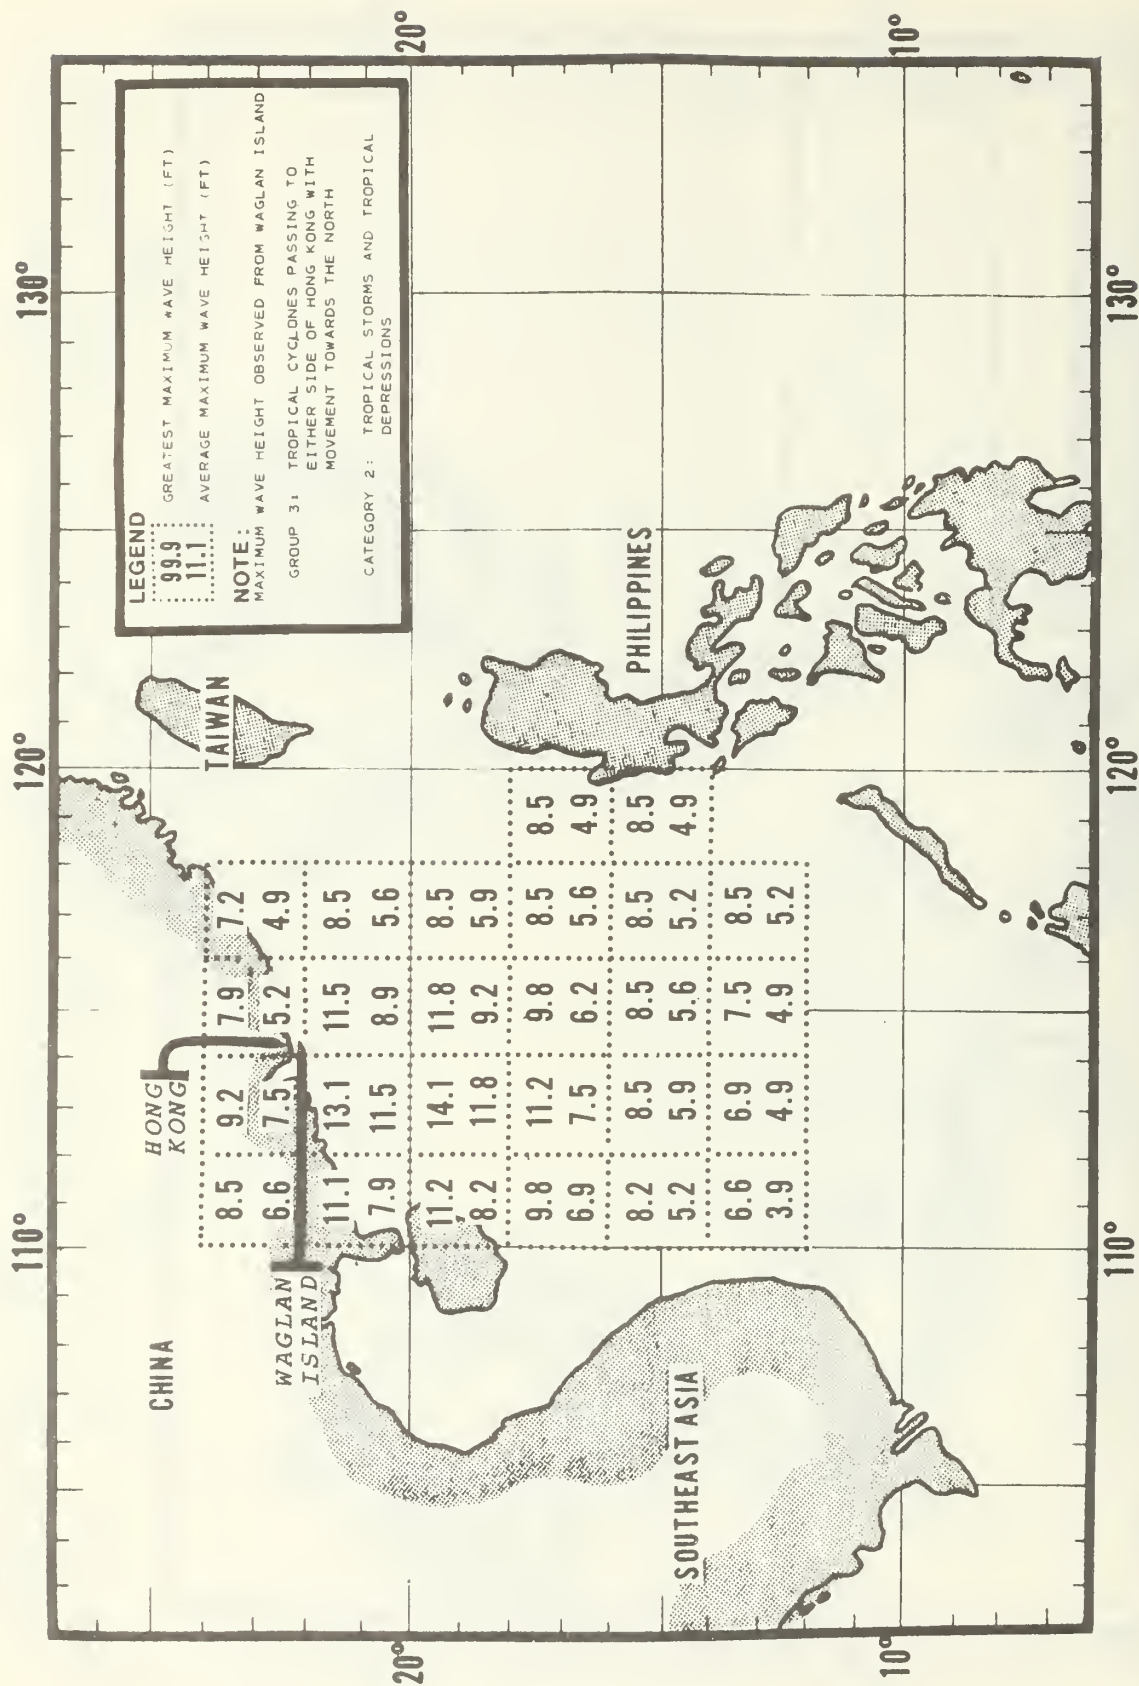 110°
120°
130°
LEGEND
99.9 GREATEST MAXIMUM WAVE HEIGHT (FT)
11.1 AVERAGE MAXIMUM WAVE HEIGHT (FT)
NOTE:
MAXIMUM WAVE HEIGHT OBSERVED FROM WAGLAN ISLAND
GROUP 3: TROPICAL CYCLONES PASSING TO
EITHER SIDE OF HONG KONG WITH
MOVEMENT TOWARDS THE NORTH
CATEGORY 2: TROPICAL STORMS AND TROPICAL
DEPRESSIONS
CHINA
HONG
KONG
TAIWAN
WAGLAN
ISLAND
8.5 9.2 7.9 7.2
6.6 7.5 5.2 4.9
11.1 13.1 11.5 8.5
7.9 11.5 8.9 5.6
20°
20°
11.2 14.1 11.8 8.5
8.2 11.8 9.2 5.9
9.8 11.2 9.8 8.5 8.5
6.9 7.5 6.2 5.6 4.9
PHILIPPINES
8.2 8.5 8.5 8.5 8.5
5.2 5.9 5.6 5.2 4.9
SOUTHEAST ASIA
6.6 6.9 7.5 8.5
3.9 4.9 4.9 5.2
10°
10°
110°
120°
130°